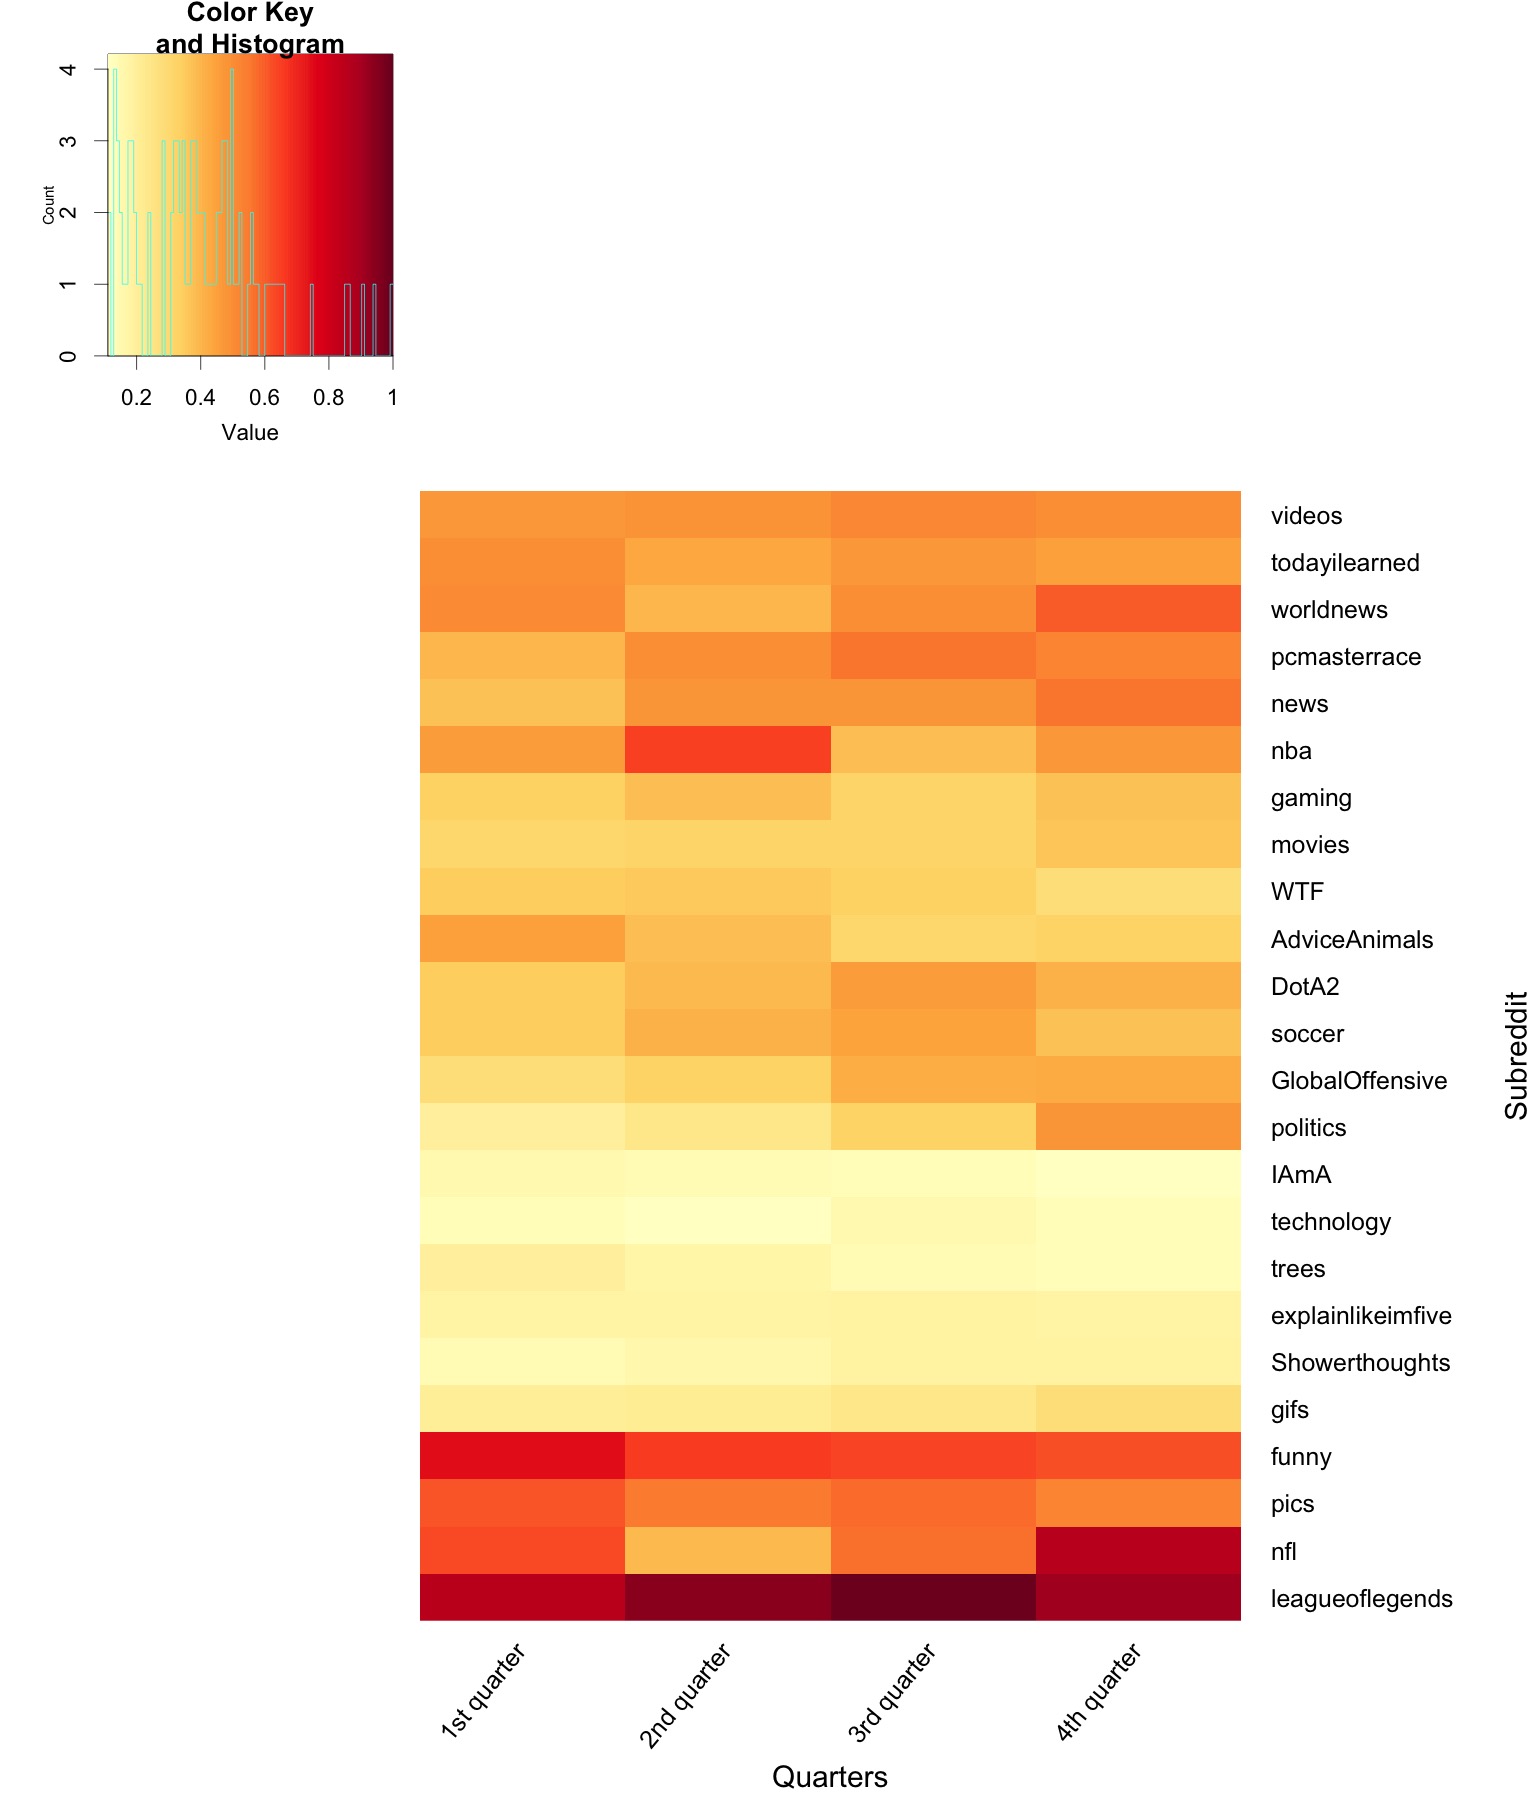 Color Key
and Histogram
4
3
2
1
0
Count
0.2 0.4 0.6 0.8 1
Value
videos
todayilearned
worldnews
pcmasterrace
news
nba
gaming
movies
WTF
AdviceAnimals
DotA2
soccer
GlobalOffensive
politics
IAmA
technology
trees
explainlikeimfive
Showerthoughts
gifs
funny
pics
nfl
leagueoflegends
Subreddit
1st quarter 2nd quarter 3rd quarter 4th quarter
Quarters